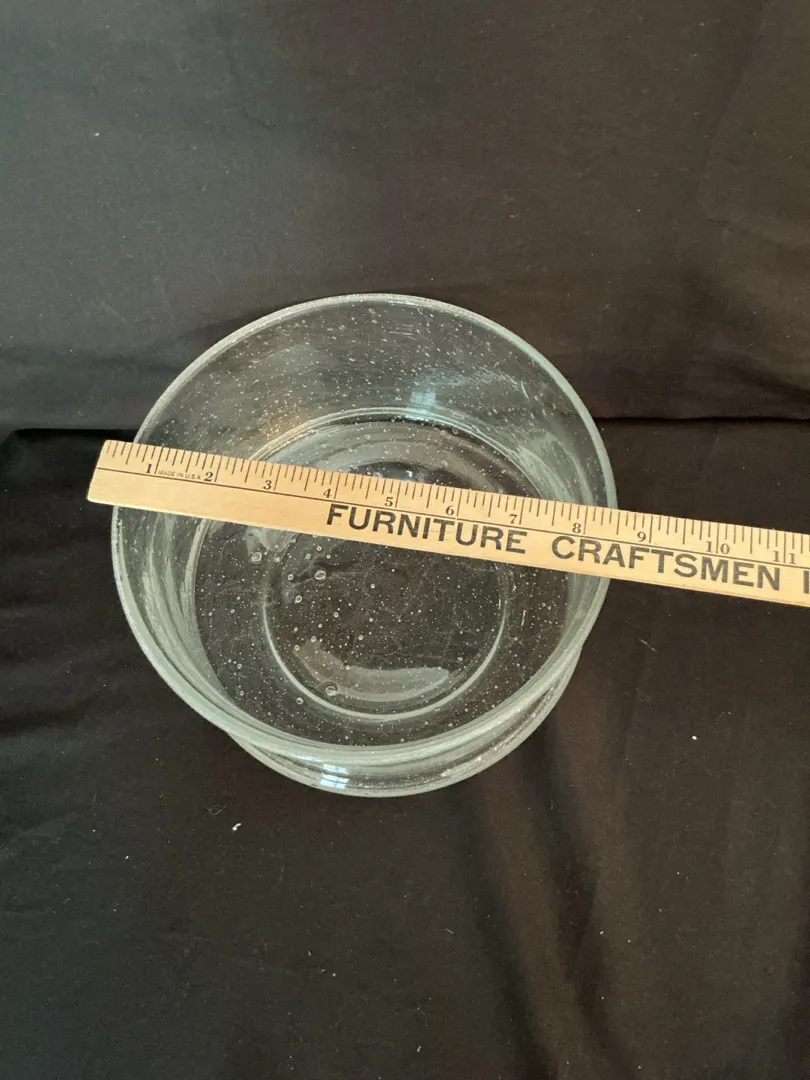 1 MADE IN U.S.A. 2 3 4 5 6 7 8 9 10 11
FURNITURE CRAFTSMEN